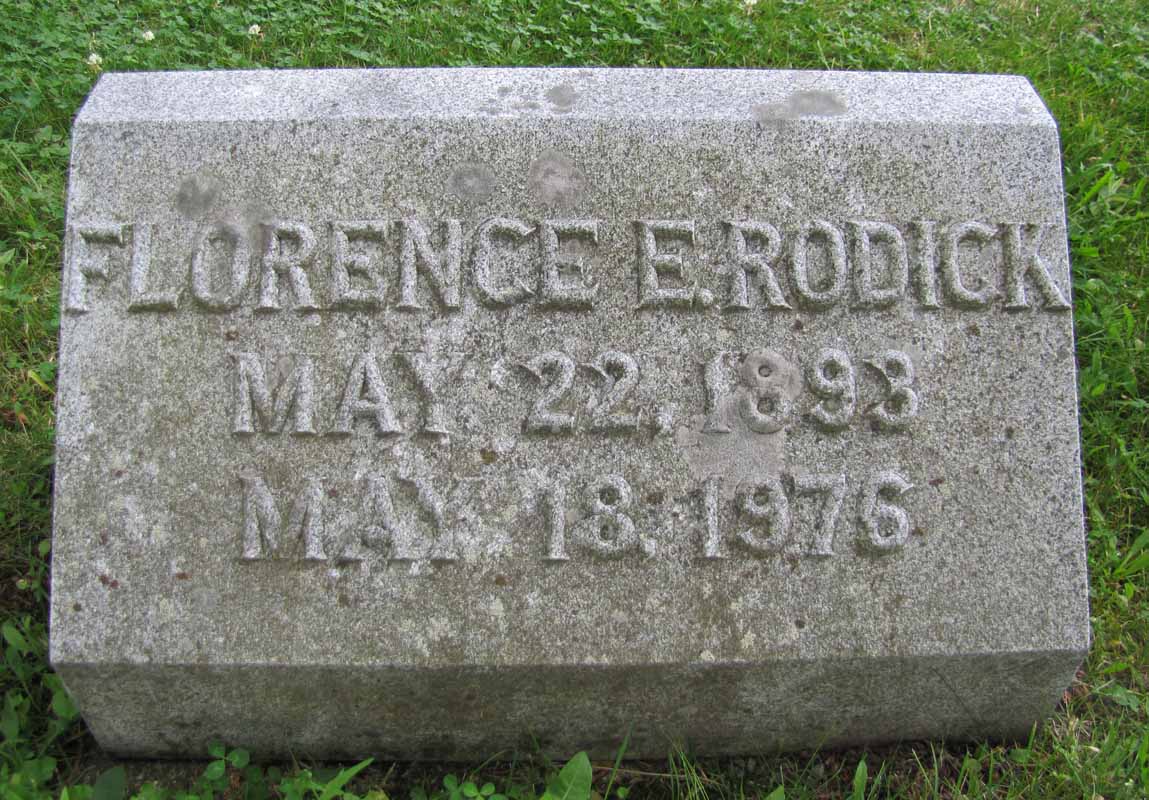 FLORENCE E. RODICK
MAY 22, 1893
MAY 18, 1976